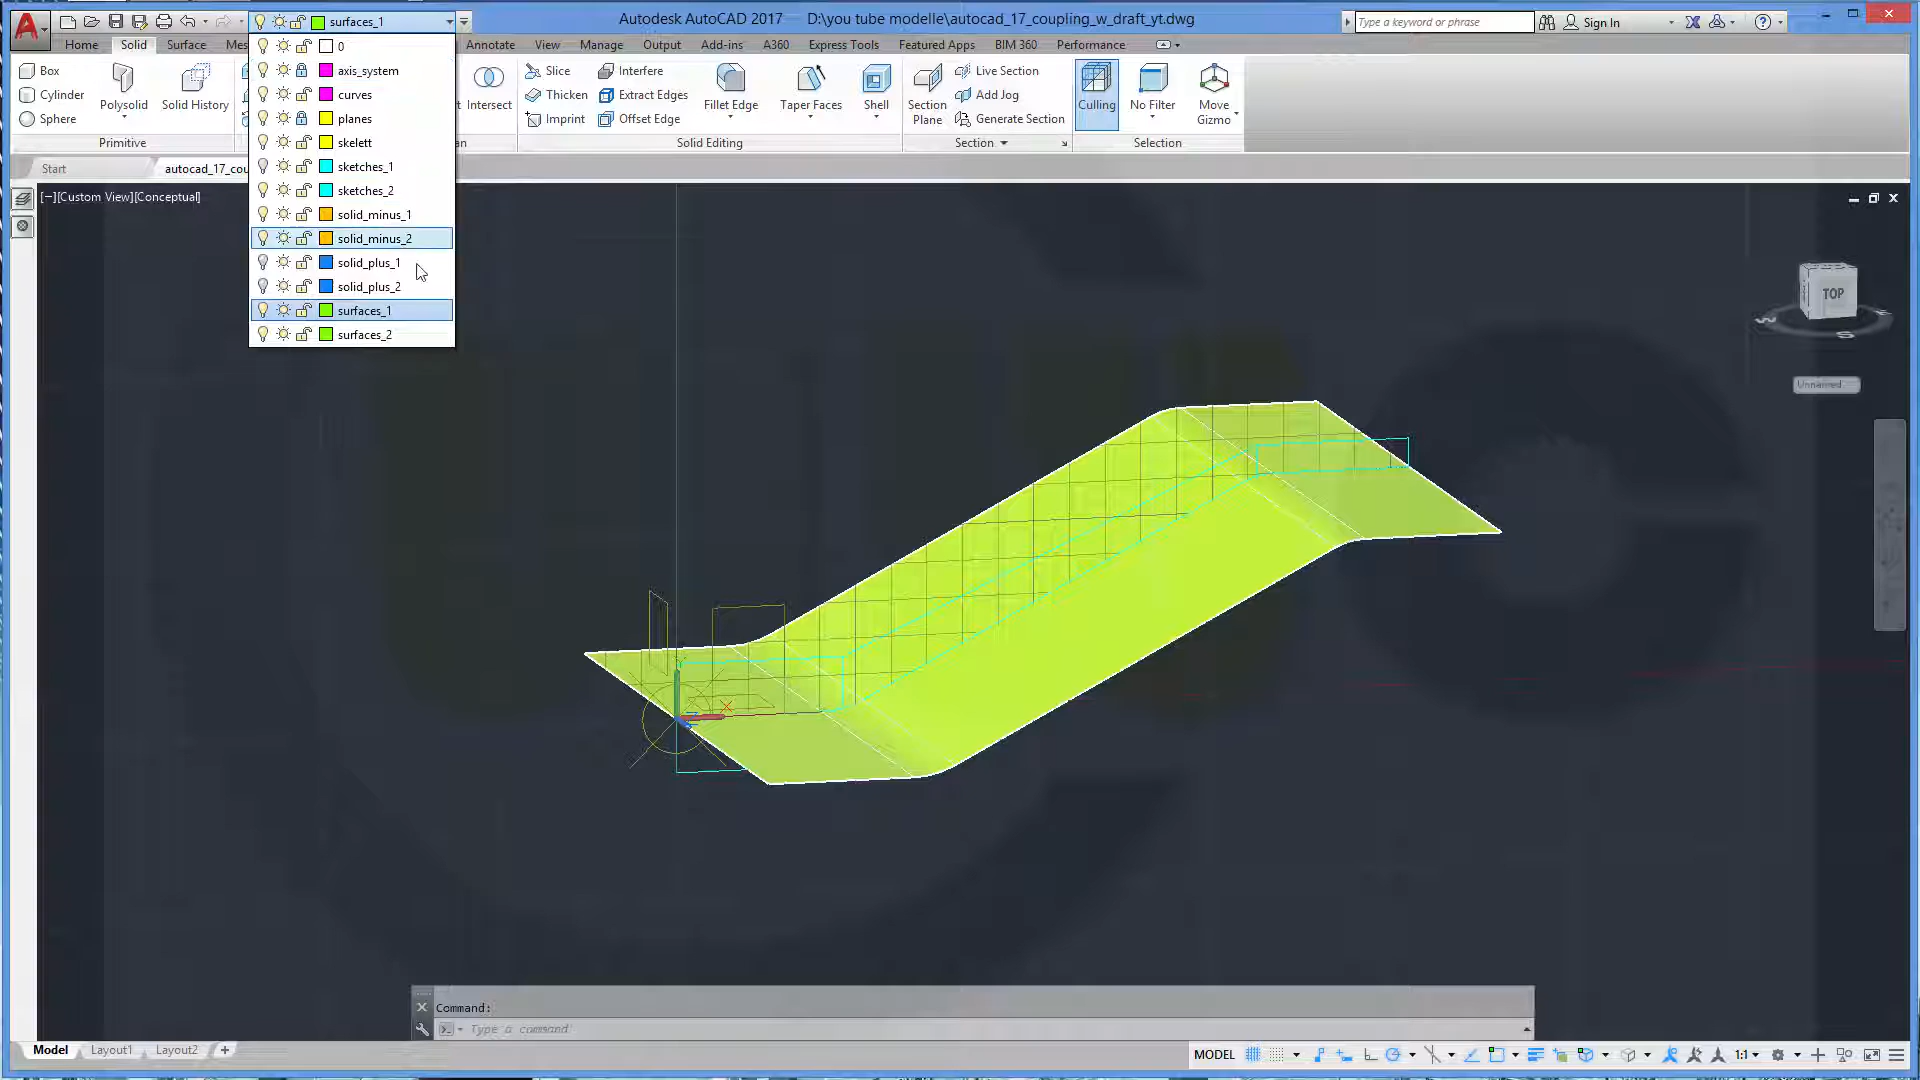 surfaces_1
Autodesk AutoCAD 2017 D:\you tube modelle\autocad_17_coupling_w_draft_yt.dwg
Type a keyword or phrase
Sign In
Home Solid Surface Mes Annotate View Manage Output Add-ins A360 Express Tools Featured Apps BIM 360 Performance
0
axis_system
curves
planes
skelett
sketches_1
sketches_2
solid_minus_1
solid_minus_2
solid_plus_1
solid_plus_2
surfaces_1
surfaces_2
Box
Cylinder
Sphere
Polysolid
Solid History
Primitive
Intersect
Slice
Thicken
Imprint
Interfere
Extract Edges
Offset Edge
Fillet Edge
Taper Faces
Shell
Solid Editing
Section
Plane
Live Section
Add Jog
Generate Section
Section
Culling
No Filter
Move
Gizmo
Selection
Start
autocad_17_cou
[−][Custom View][Conceptual]
TOP
W
S
Unnamed
X
Command:
Type a command
Model Layout1 Layout2 +
MODEL
1:1